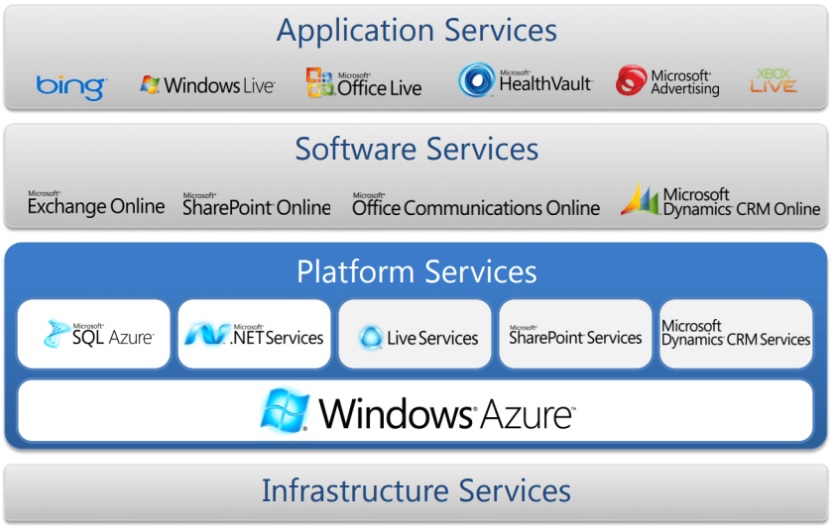 Application Services
bing
Windows Live
Microsoft®
Office Live
Microsoft®
HealthVault
Microsoft®
Advertising
XBOX
LIVE
Software Services
Microsoft®
Exchange Online
Microsoft®
SharePoint Online
Microsoft®
Office Communications Online
Microsoft
Dynamics CRM Online
Platform Services
Microsoft®
SQL Azure™
Microsoft®
.NET Services
Live Services
Microsoft®
SharePoint Services
Microsoft
Dynamics CRM Services
Windows® Azure™
Infrastructure Services